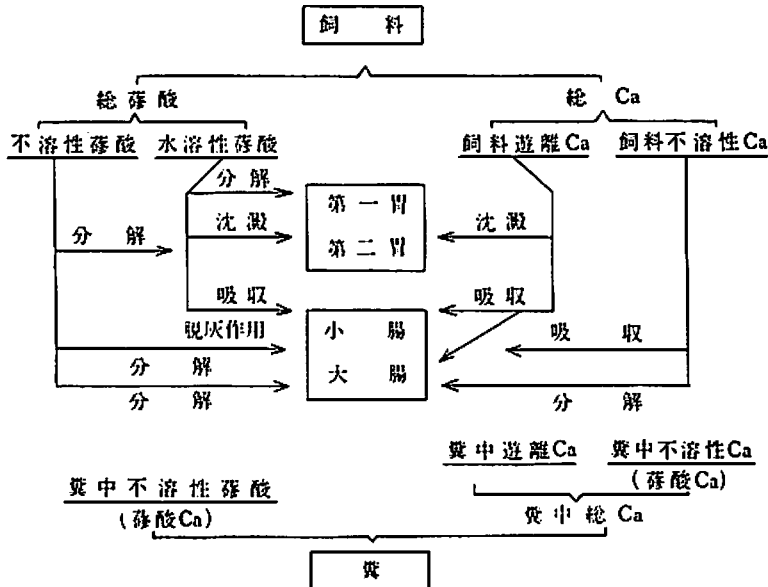 飼料
総蓚酸
総Ca
不溶性蓚酸 水溶性蓚酸 飼料遊離Ca 飼料不溶性Ca
分解
第一胃
沈澱 沈澱
第二胃
分解
吸収 吸収
脱灰作用 小腸 吸収
分解 大腸
分解 分解
糞中遊離Ca 糞中不溶性Ca
糞中不溶性蓚酸 (蓚酸Ca)
(蓚酸Ca) 糞中総Ca
糞